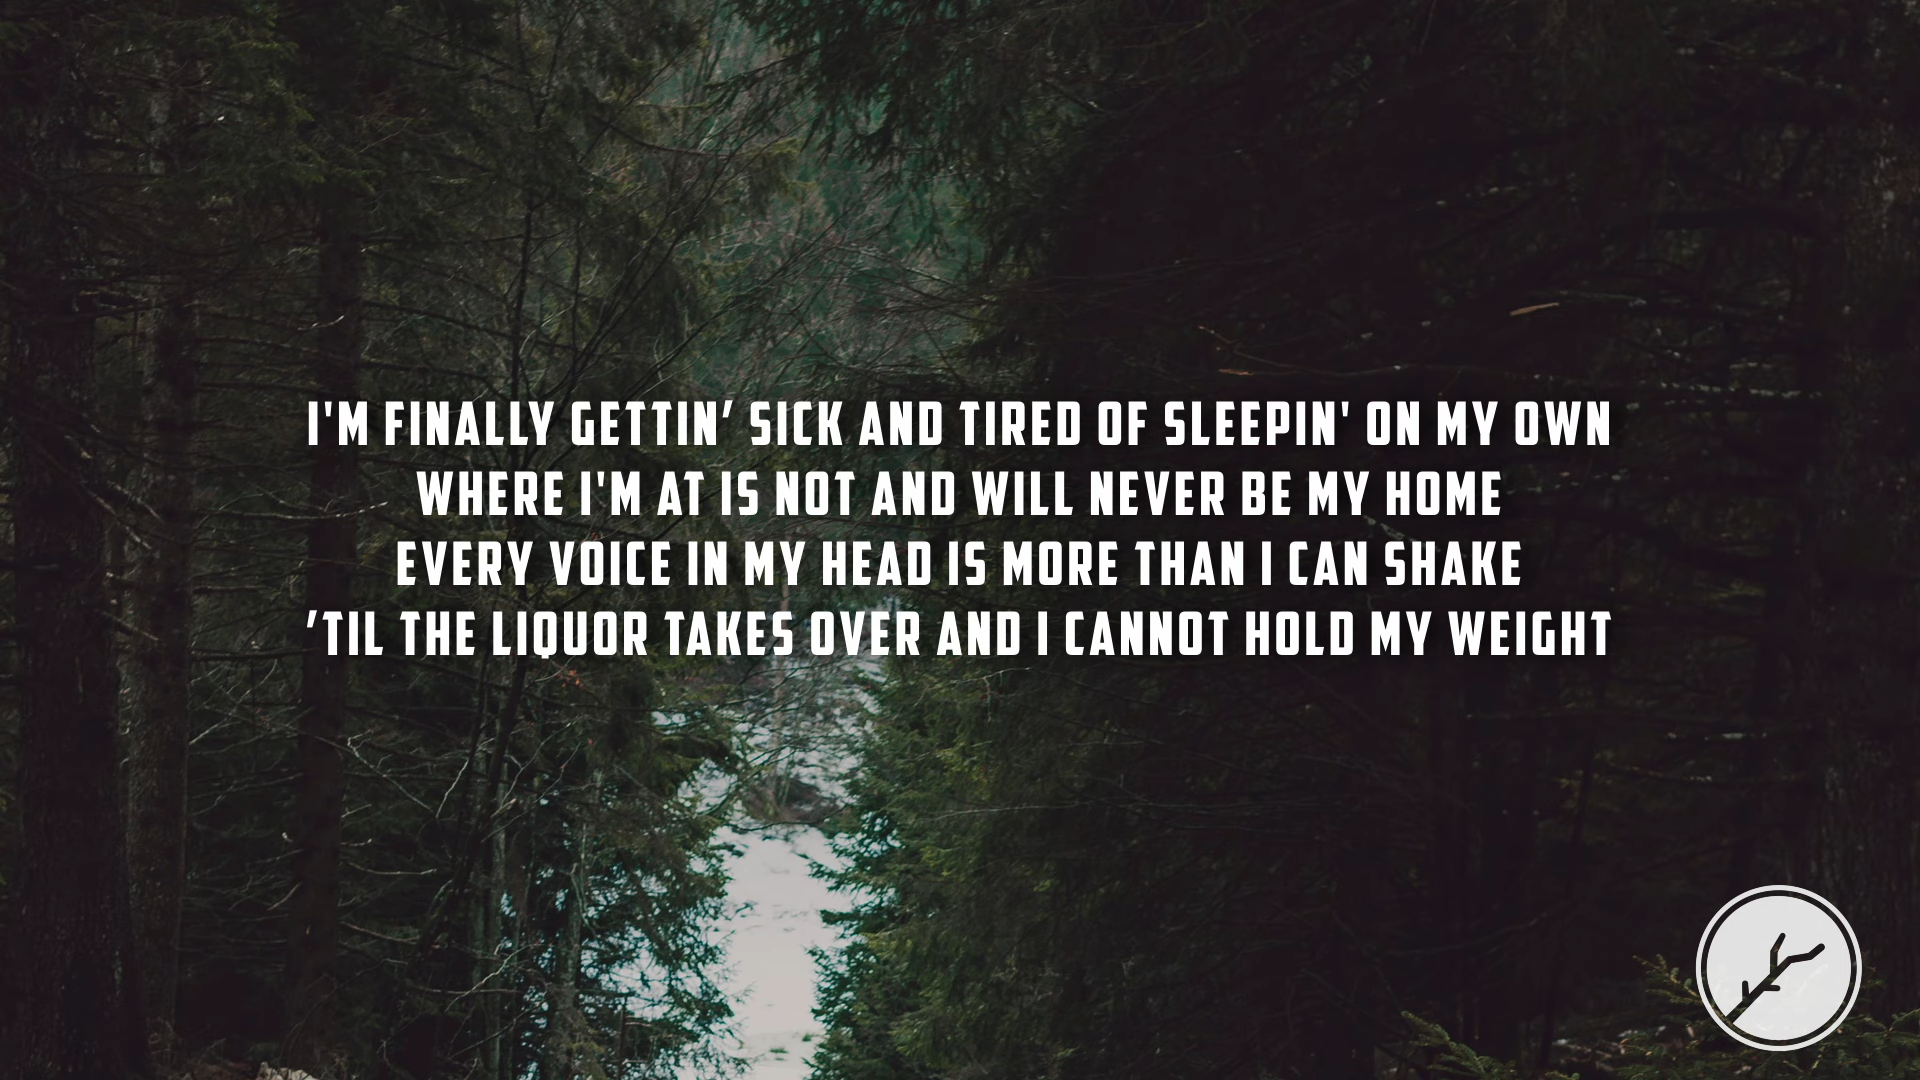 I'M FINALLY GETTIN’ SICK AND TIRED OF SLEEPIN' ON MY OWN
WHERE I'M AT IS NOT AND WILL NEVER BE MY HOME
EVERY VOICE IN MY HEAD IS MORE THAN I CAN SHAKE
’TIL THE LIQUOR TAKES OVER AND I CANNOT HOLD MY WEIGHT